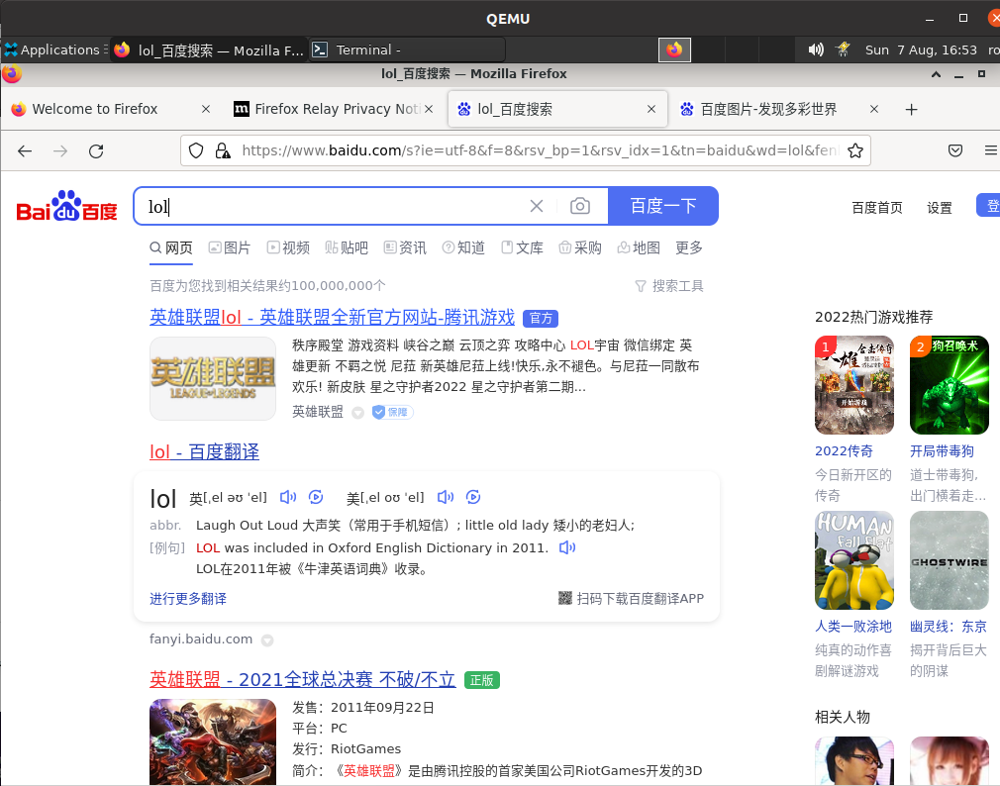 QEMU
Applications
lol_百度搜索 — Mozilla F...
Terminal -
Sun 7 Aug, 16:53
ro
lol_百度搜索 — Mozilla Firefox
Welcome to Firefox
Firefox Relay Privacy Noti
lol_百度搜索
百度图片-发现多彩世界
https://www.baidu.com/s?ie=utf-8&f=8&rsv_bp=1&rsv_idx=1&tn=baidu&wd=lol&fenl
Bai du 百度
lol
百度一下
百度首页
设置
登
网页
图片
视频
贴吧
资讯
知道
文库
采购
地图
更多
百度为您找到相关结果约100,000,000个
搜索工具
英雄联盟lol - 英雄联盟全新官方网站-腾讯游戏 官方
英雄联盟
LEAGUE of LEGENDS
秩序殿堂 游戏资料 峡谷之巅 云顶之弈 攻略中心 LOL宇宙 微信绑定 英
雄更新 不羁之悦 尼菈 新英雄尼菈上线!快乐,永不褪色。与尼菈一同散布
欢乐! 新皮肤 星之守护者2022 星之守护者第二期...
英雄联盟 保障
lol - 百度翻译
lol 英[ˌel əʊ ˈel] 美[ˌel oʊ ˈel]
abbr. Laugh Out Loud 大声笑（常用于手机短信）; little old lady 矮小的老妇人;
[例句] LOL was included in Oxford English Dictionary in 2011.
LOL在2011年被《牛津英语词典》收录。
进行更多翻译
扫码下载百度翻译APP
fanyi.baidu.com
英雄联盟 - 2021全球总决赛 不破/不立 正版
发售：2011年09月22日
平台：PC
发行：RiotGames
简介：《英雄联盟》是由腾讯控股的首家美国公司RiotGames开发的3D
2022热门游戏推荐
1
开始游戏
2
狗召唤术
2022传奇
开局带毒狗
今日新开区的
传奇
道士带毒狗,
出门横着走...
HUMAN
Fall Flat
GHOSTWIRE
人类一败涂地
幽灵线：东京
纯真的动作喜
剧解谜游戏
揭开背后巨大
的阴谋
相关人物